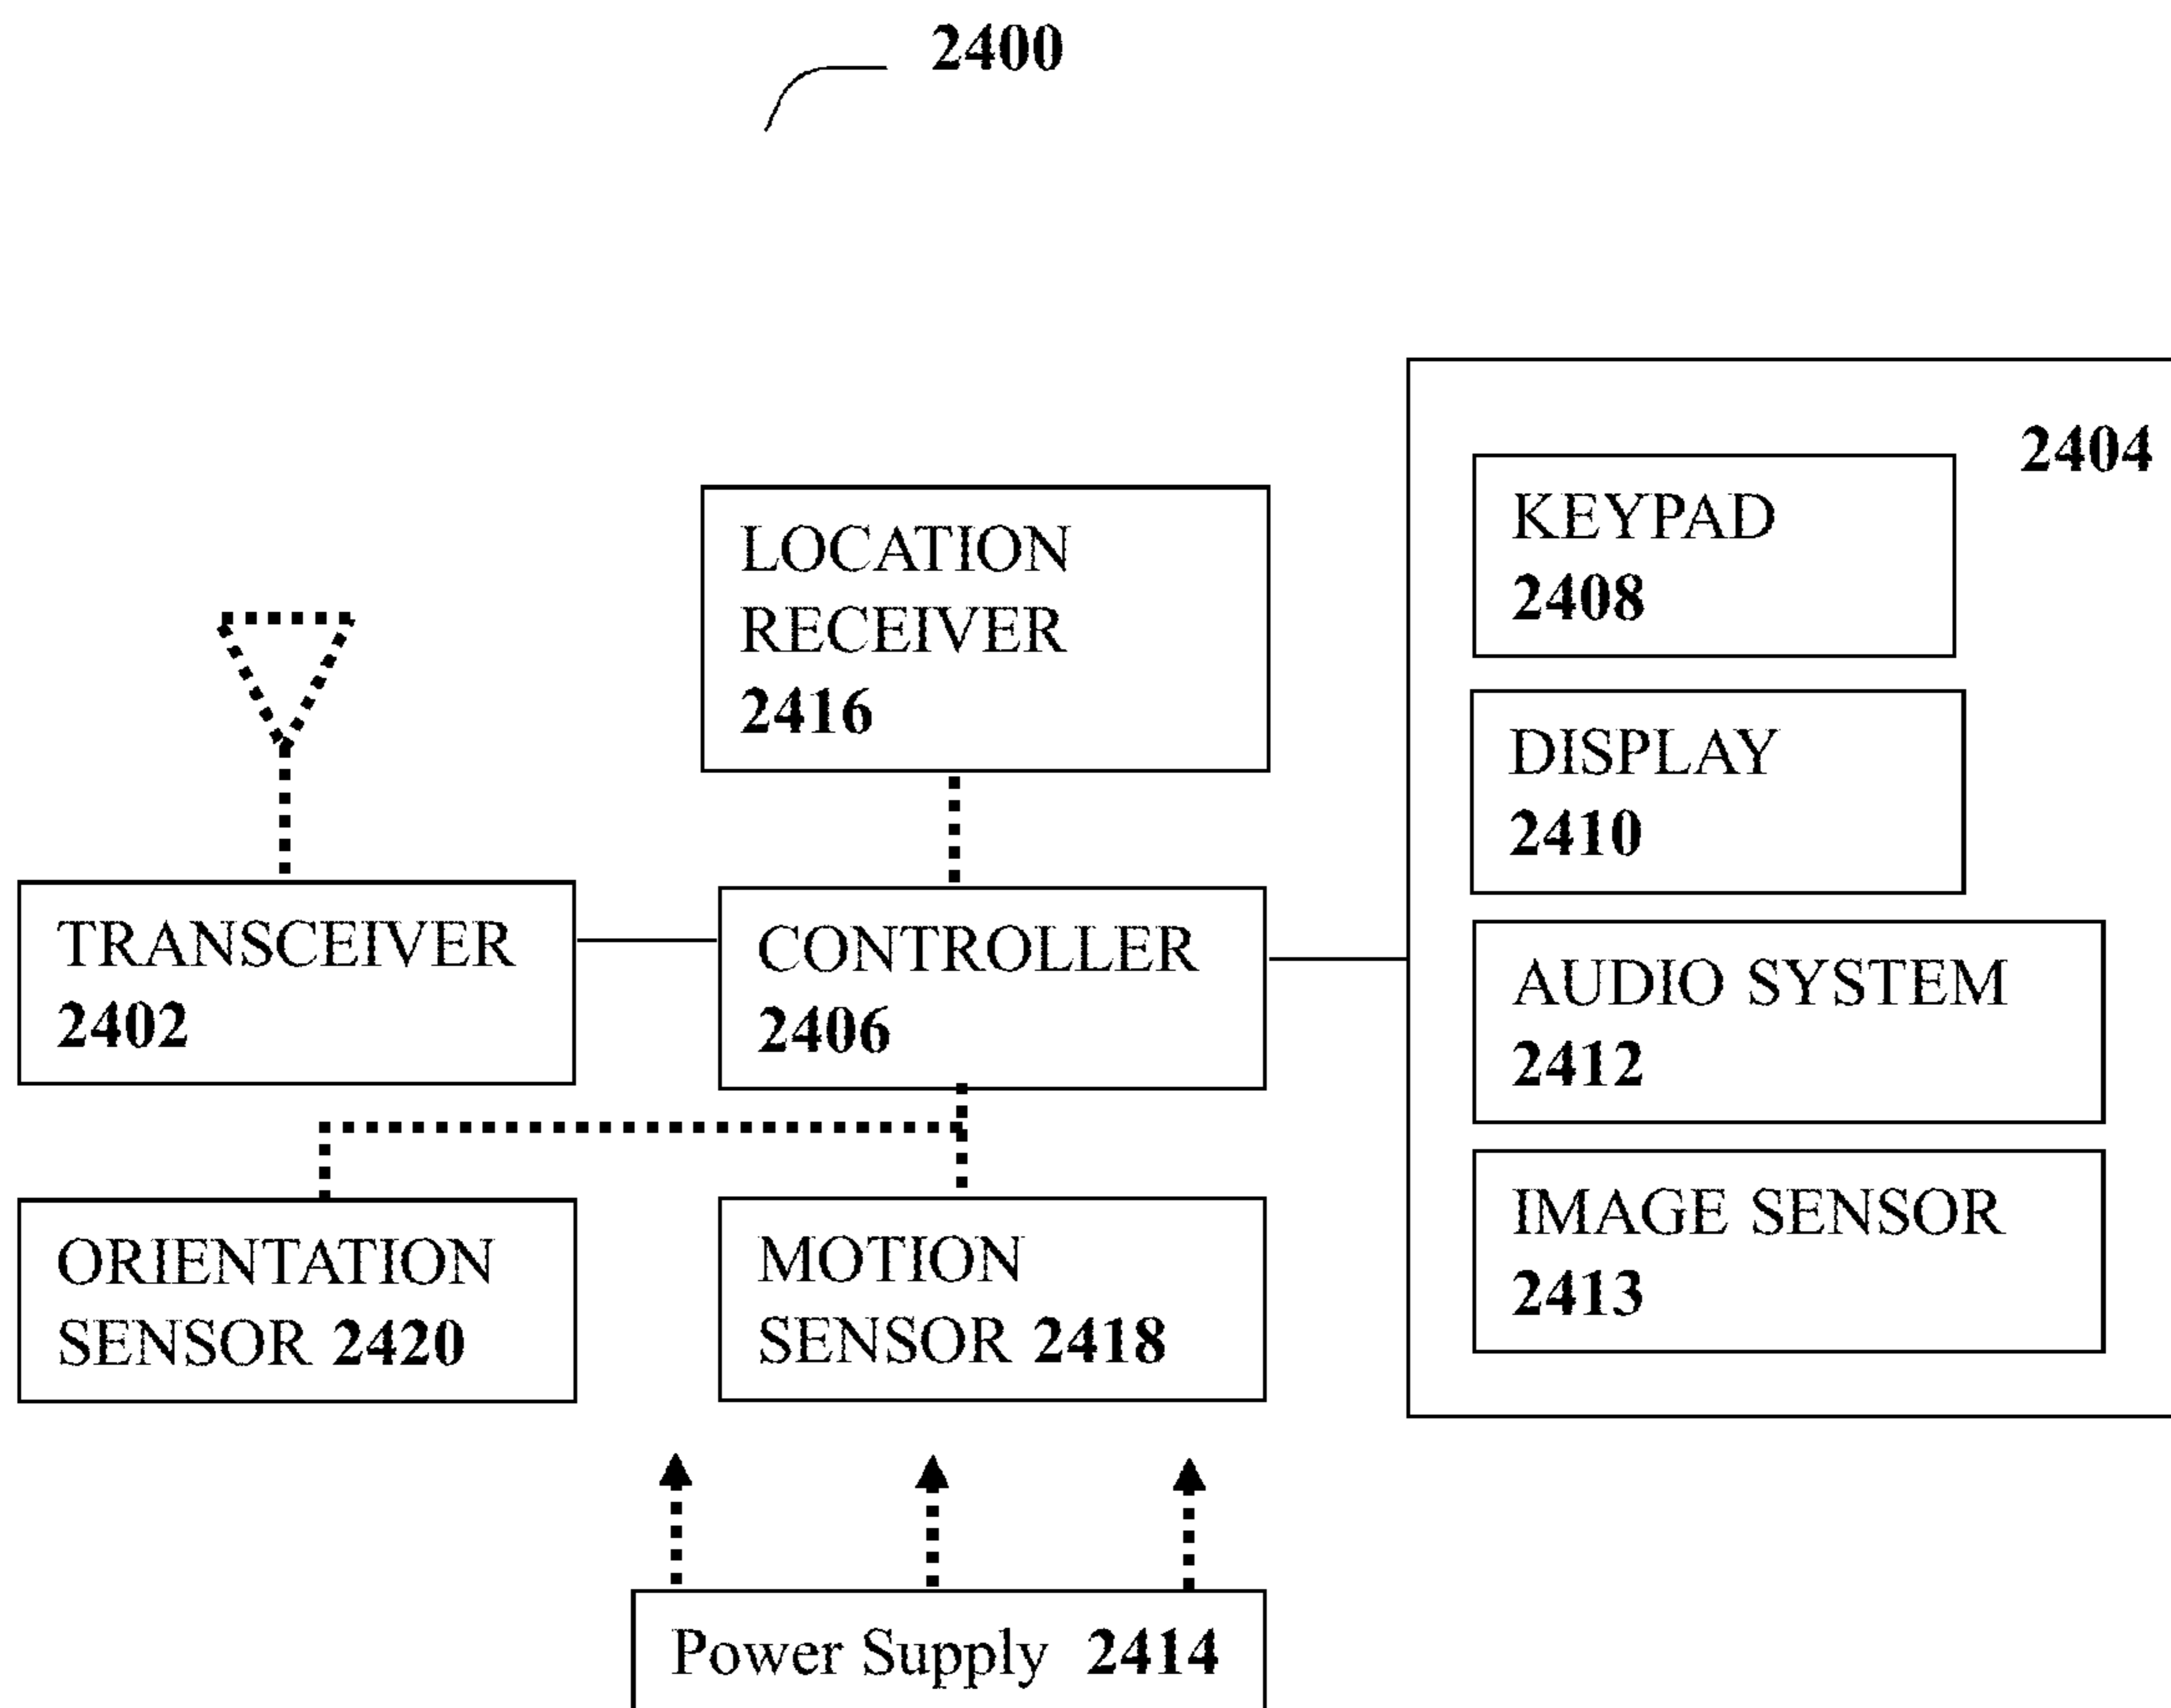 2400
2404
KEYPAD
2408
LOCATION
RECEIVER
2416
DISPLAY
2410
TRANSCEIVER
2402
CONTROLLER
2406
AUDIO SYSTEM
2412
IMAGE SENSOR
2413
ORIENTATION
SENSOR 2420
MOTION
SENSOR 2418
Power Supply 2414